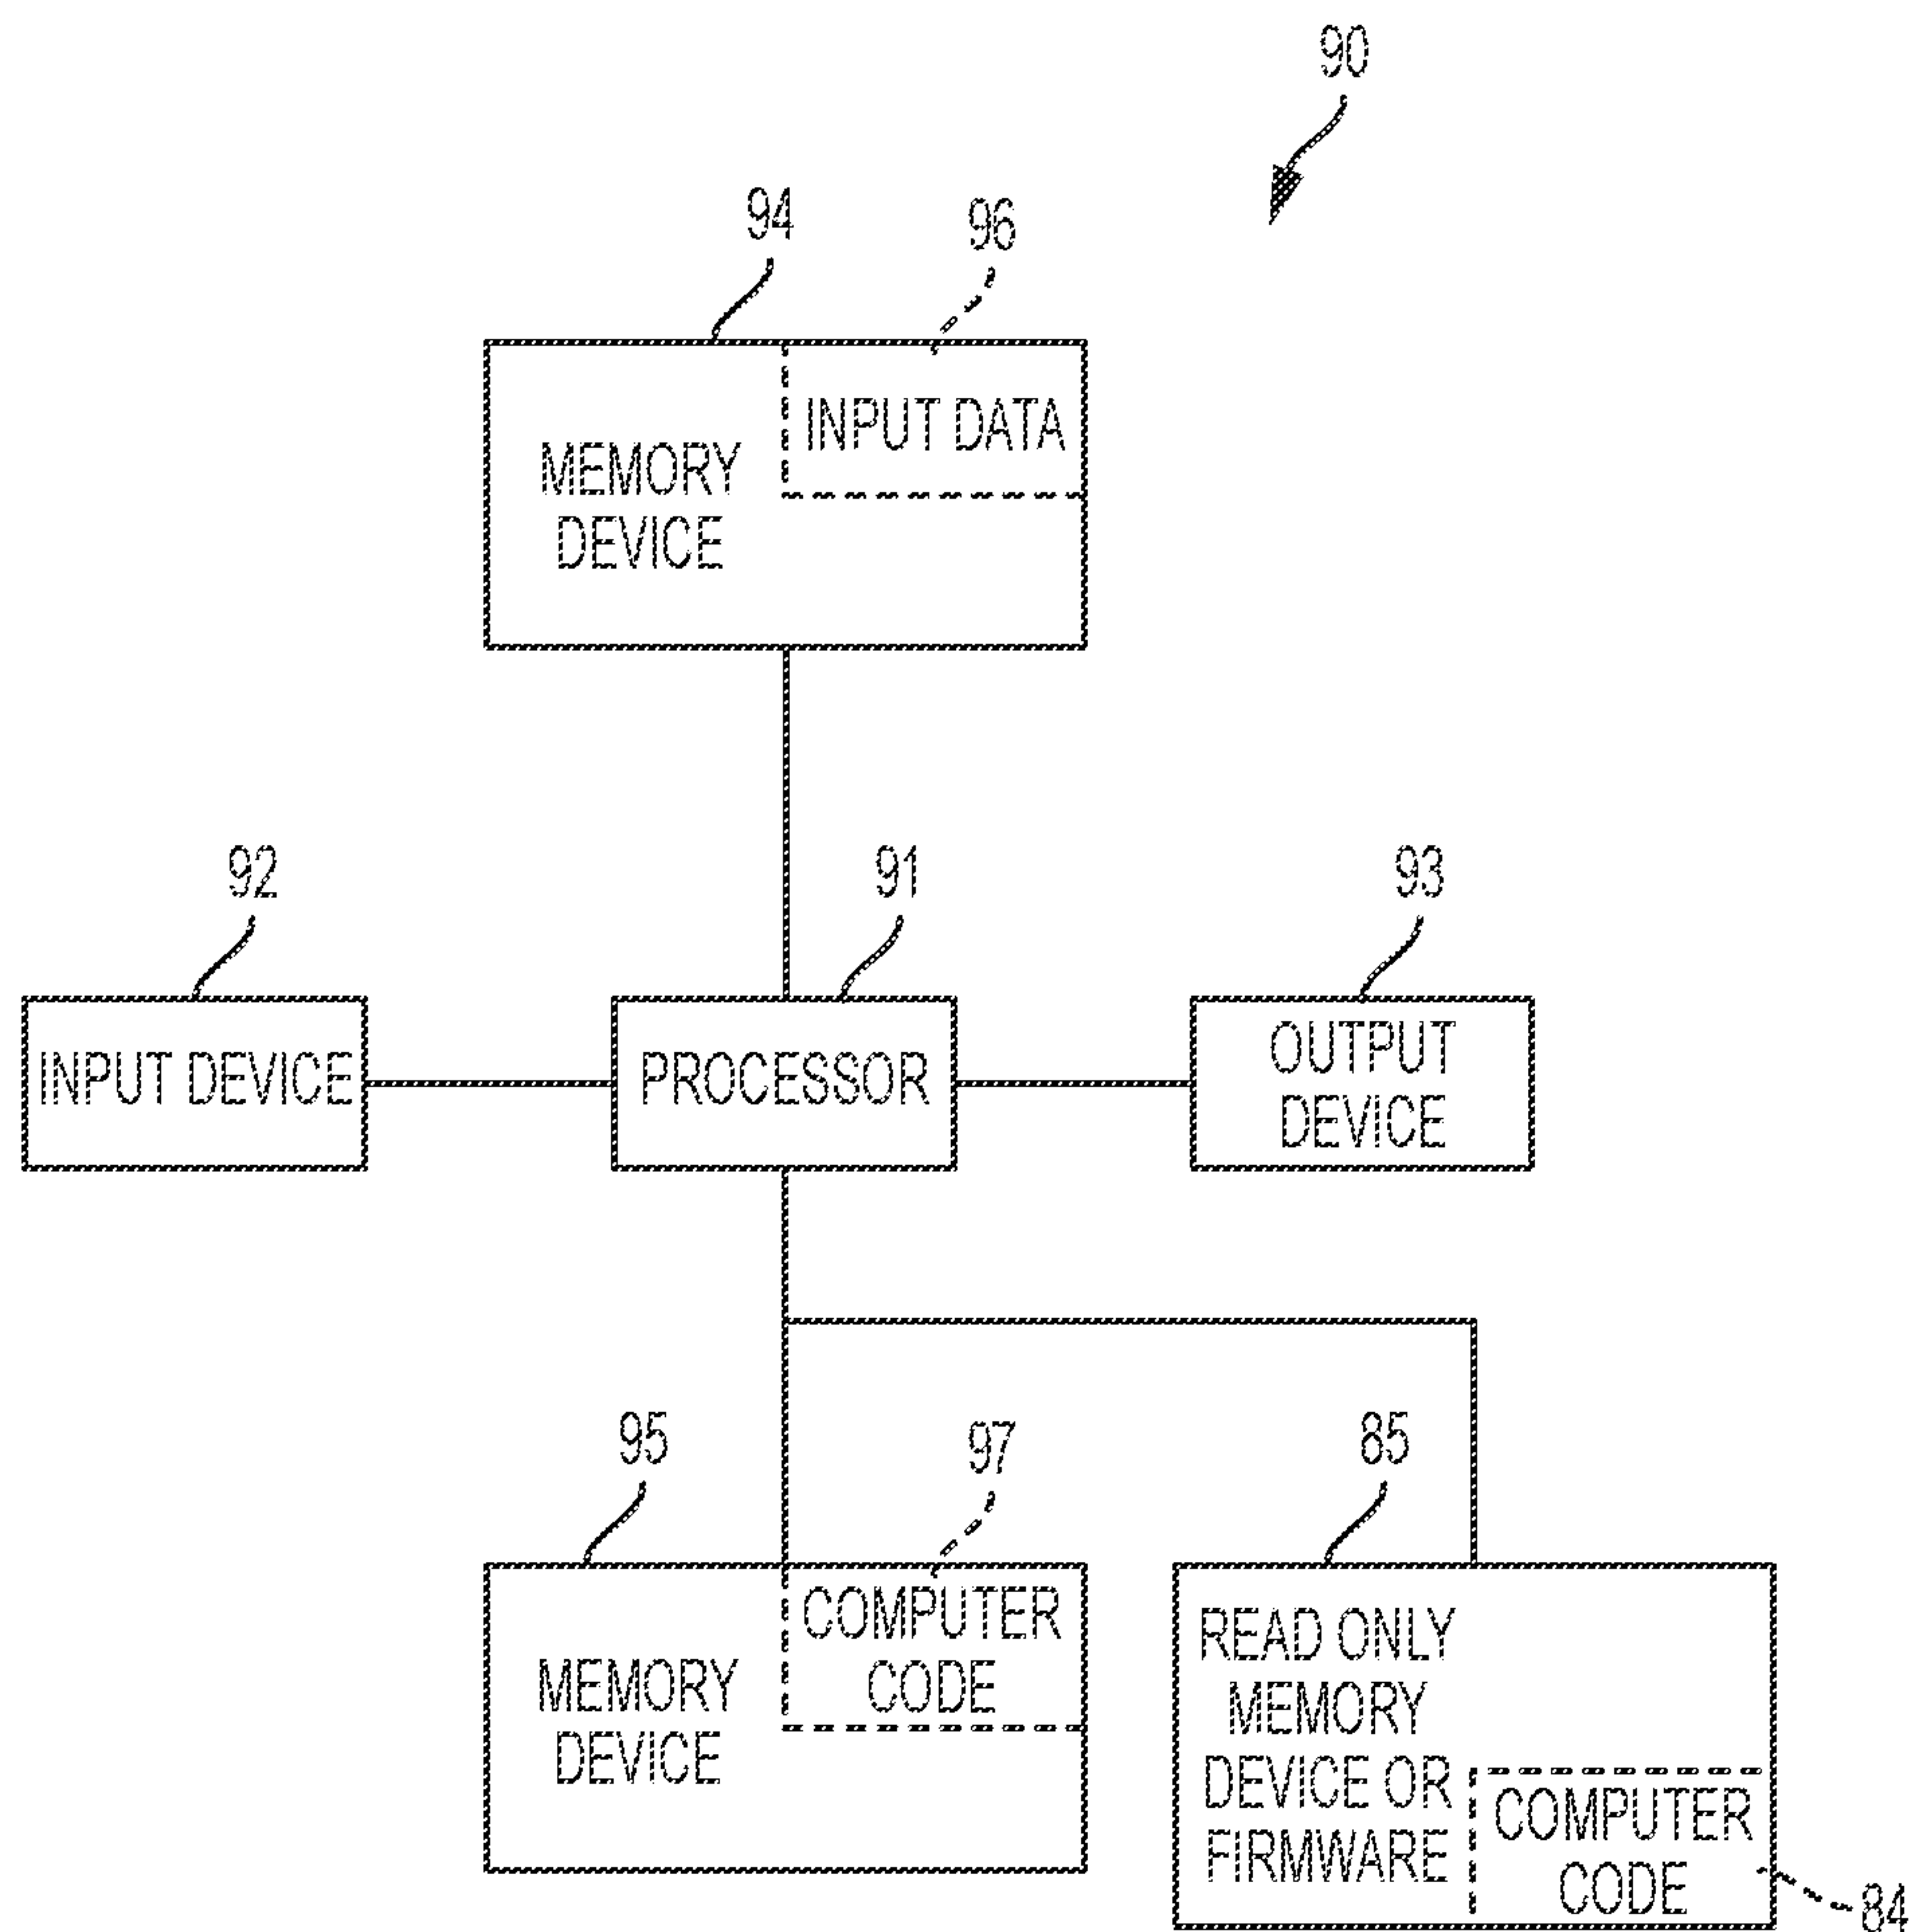 90
94
96
MEMORY
DEVICE
INPUT DATA
92
91
93
INPUT DEVICE
PROCESSOR
OUTPUT
DEVICE
95
97
85
MEMORY
DEVICE
COMPUTER
CODE
READ ONLY
MEMORY
DEVICE OR
FIRMWARE
COMPUTER
CODE
84